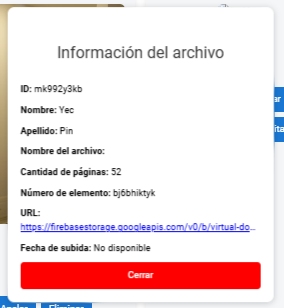 Información del archivo
ID: mk992y3kb
Nombre: Yec
Apellido: Pin
Nombre del archivo:
Cantidad de páginas: 52
Número de elemento: bj6bhiktyk
URL:
https://firebasestorage.googleapis.com/v0/b/virtual-do...
Fecha de subida: No disponible
Cerrar